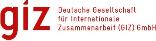 giz
Deutsche Gesellschaft
für Internationale
Zusammenarbeit (GIZ) GmbH